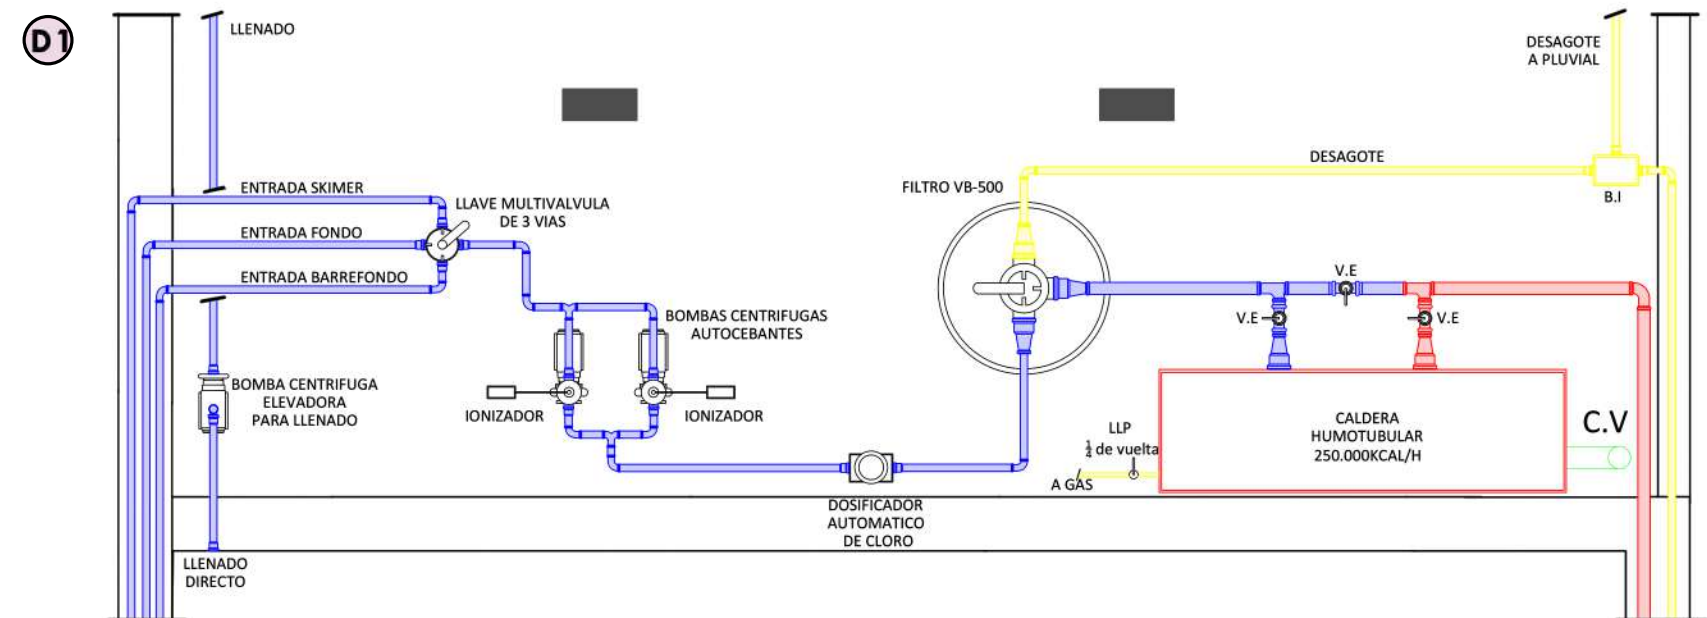 D1
LLENADO
DESAGOTE
A PLUVIAL
DESAGOTE
ENTRADA SKIMER
FILTRO VB-500
B.I
LLAVE MULTIVALVULA
DE 3 VIAS
ENTRADA FONDO
ENTRADA BARREFONDO
V.E
BOMBAS CENTRIFUGAS
AUTOCEBANTES
V.E
V.E
BOMBA CENTRIFUGA
ELEVADORA
PARA LLENADO
IONIZADOR
IONIZADOR
CALDERA
HUMOTUBULAR
250.000KCAL/H
C.V
LLP
1/4 de vuelta
A GAS
DOSIFICADOR
AUTOMATICO
DE CLORO
LLENADO
DIRECTO